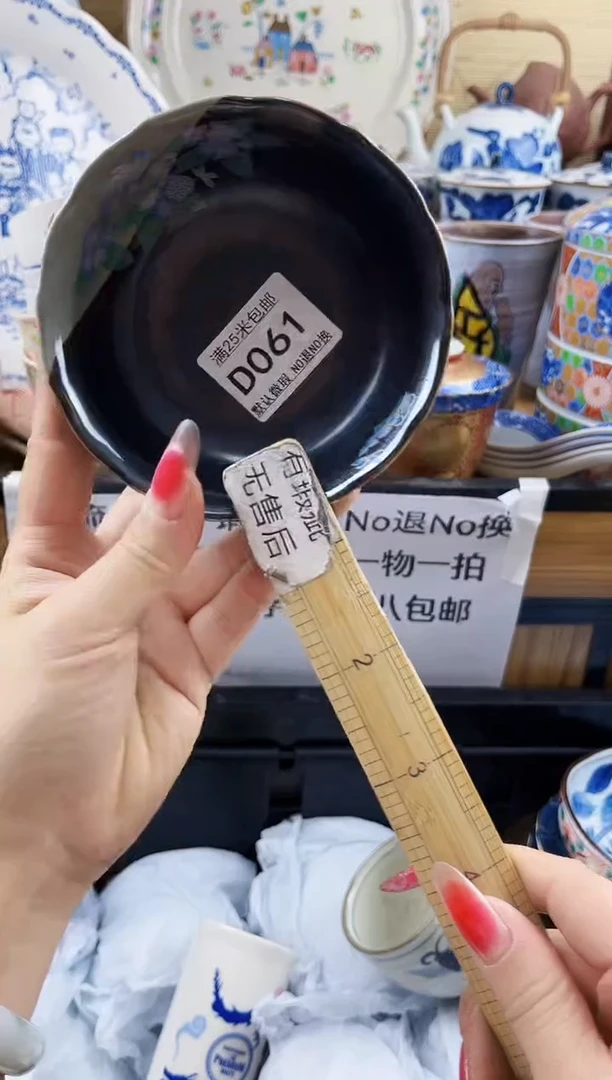 满25米包邮
D061
默认微瑕 NO退NO换
有瑕疵
无售后
No退No换
一物一拍
包邮
2
3
4